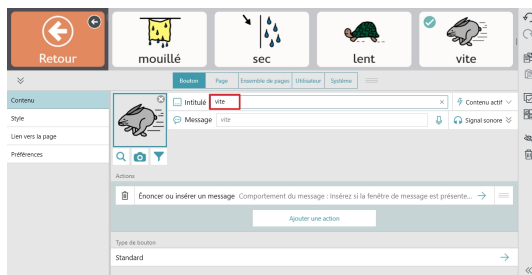 Retour
mouillé
sec
lent
vite
Bouton
Page
Ensemble de pages
Utilisateur
Système
Contenu
Style
Lien vers la page
Préférences
Intitulé
vite
Contenu actif
Message
vite
Signal sonore
Actions
Énoncer ou insérer un message Comportement du message : Insérez si la fenêtre de message est présente...
Ajouter une action
Type de bouton
Standard